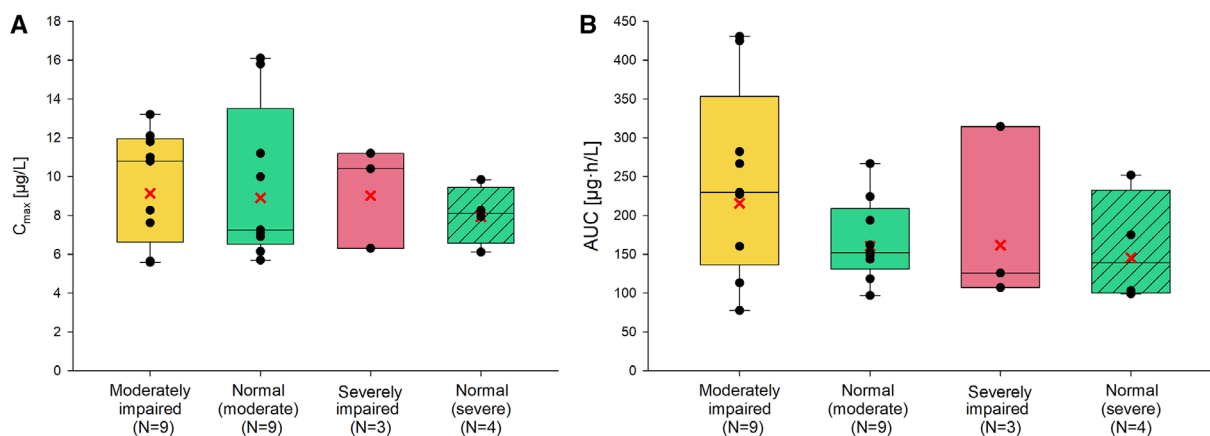 A
18
16
14
12
10
8
6
4
2
0
C_max [µg/L]
Moderately
impaired
(N=9)
Normal
(moderate)
(N=9)
Severely
impaired
(N=3)
Normal
(severe)
(N=4)
B
450
400
350
300
250
200
150
100
50
0
AUC [µg·h/L]
Moderately
impaired
(N=9)
Normal
(moderate)
(N=9)
Severely
impaired
(N=3)
Normal
(severe)
(N=4)